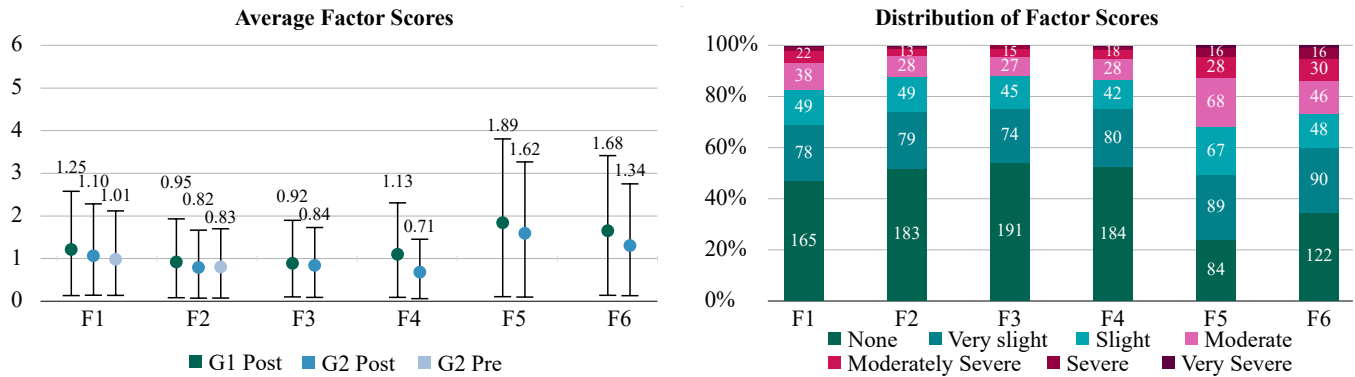 Average Factor Scores
6
5
4
3
2
1
0
1.25
1.10
1.01
0.95
0.82
0.83
0.92
0.84
1.13
0.71
1.89
1.62
1.68
1.34
F1 F2 F3 F4 F5 F6
G1 Post G2 Post G2 Pre
Distribution of Factor Scores
100%
80%
60%
40%
20%
0%
22 13 15 18 16 16
38 28 27 28 28 30
49 49 45 42 68 46
78 79 74 80 67 48
165 183 191 184 89 90
84 122
F1 F2 F3 F4 F5 F6
None Very slight Slight Moderate
Moderately Severe Severe Very Severe